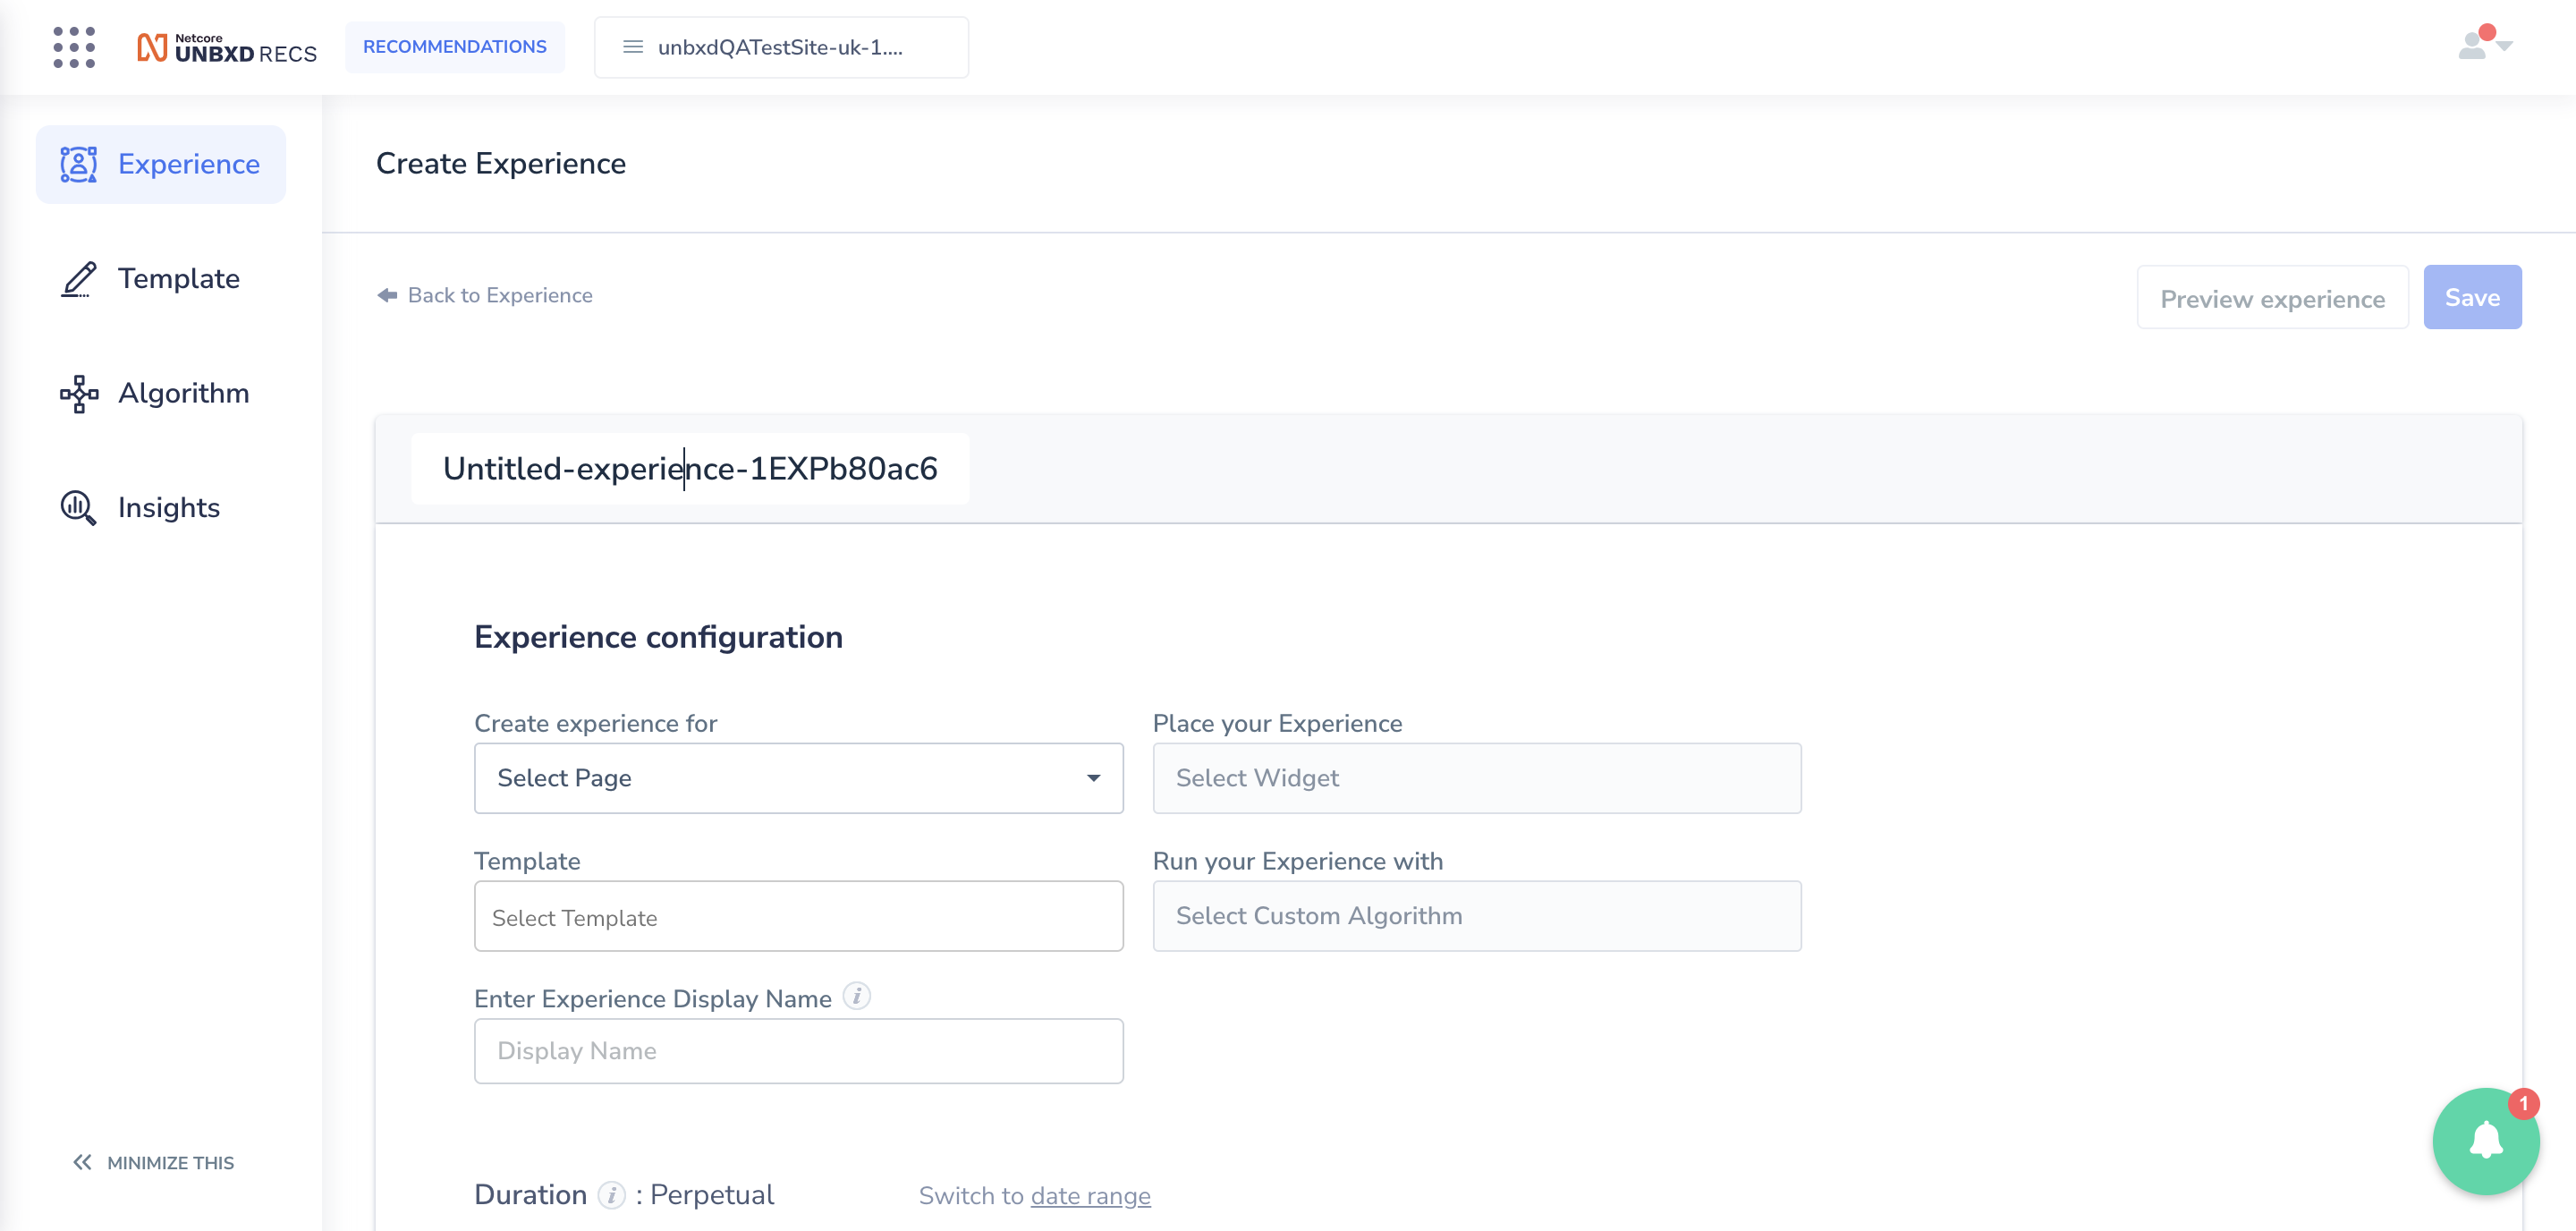 Netcore
UNBXD RECS
RECOMMENDATIONS
unbxdQATestSite-uk-1....
Experience
Template
Algorithm
Insights
MINIMIZE THIS
Create Experience
Back to Experience
Preview experience
Save
Untitled-experience-1EXPb80ac6
Experience configuration
Create experience for
Select Page
Place your Experience
Select Widget
Template
Select Template
Run your Experience with
Select Custom Algorithm
Enter Experience Display Name i
Display Name
Duration i : Perpetual
Switch to date range
1